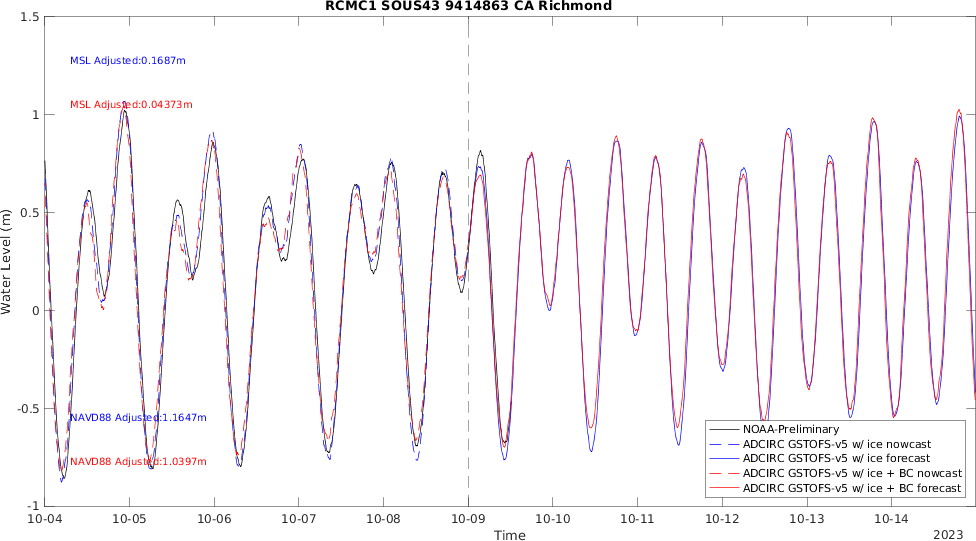 RCMC1 SOUS43 9414863 CA Richmond
1.5
1
0.5
0
-0.5
-1
Water Level (m)
MSL Adjusted:0.1687m
MSL Adjusted:0.04373m
NAVD88 Adjusted:1.1647m
NAVD88 Adjusted:1.0397m
NOAA-Preliminary
ADCIRC GSTOFS-v5 w/ ice nowcast
ADCIRC GSTOFS-v5 w/ ice forecast
ADCIRC GSTOFS-v5 w/ ice + BC nowcast
ADCIRC GSTOFS-v5 w/ ice + BC forecast
10-04 10-05 10-06 10-07 10-08 10-09 10-10 10-11 10-12 10-13 10-14
Time
2023